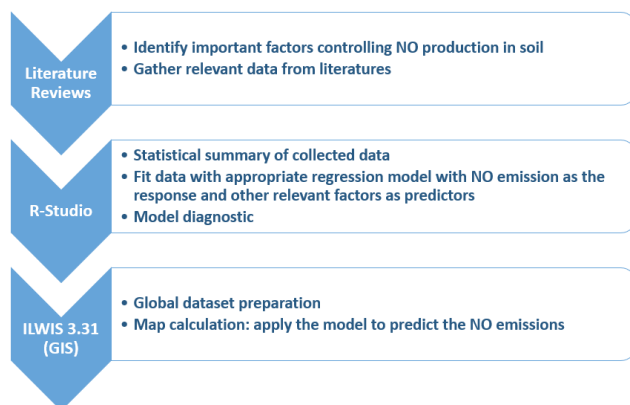 Literature
Reviews
• Identify important factors controlling NO production in soil
• Gather relevant data from literatures
R-Studio
• Statistical summary of collected data
• Fit data with appropriate regression model with NO emission as the
response and other relevant factors as predictors
• Model diagnostic
ILWIS 3.31
(GIS)
• Global dataset preparation
• Map calculation: apply the model to predict the NO emissions